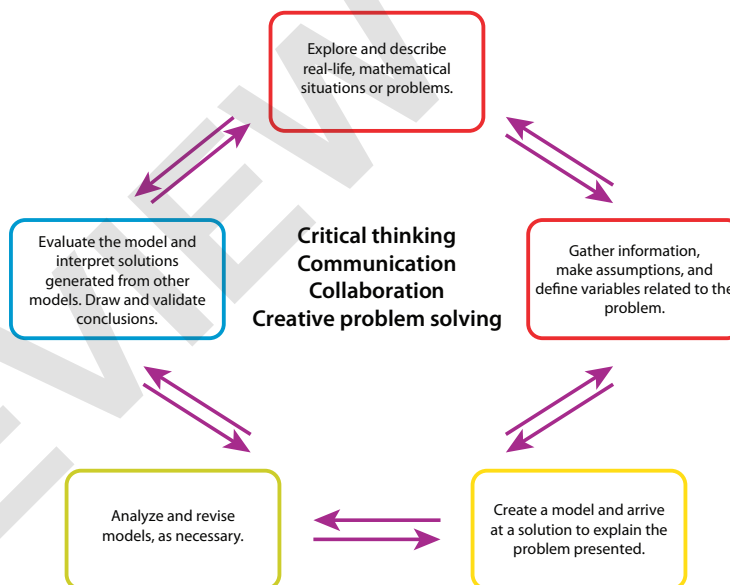 Explore and describe
real-life, mathematical
situations or problems.
Evaluate the model and
interpret solutions
generated from other
models. Draw and validate
conclusions.
Critical thinking
Communication
Collaboration
Creative problem solving
Gather information,
make assumptions, and
define variables related to the
problem.
Analyze and revise
models, as necessary.
Create a model and arrive
at a solution to explain the
problem presented.
EVIEW